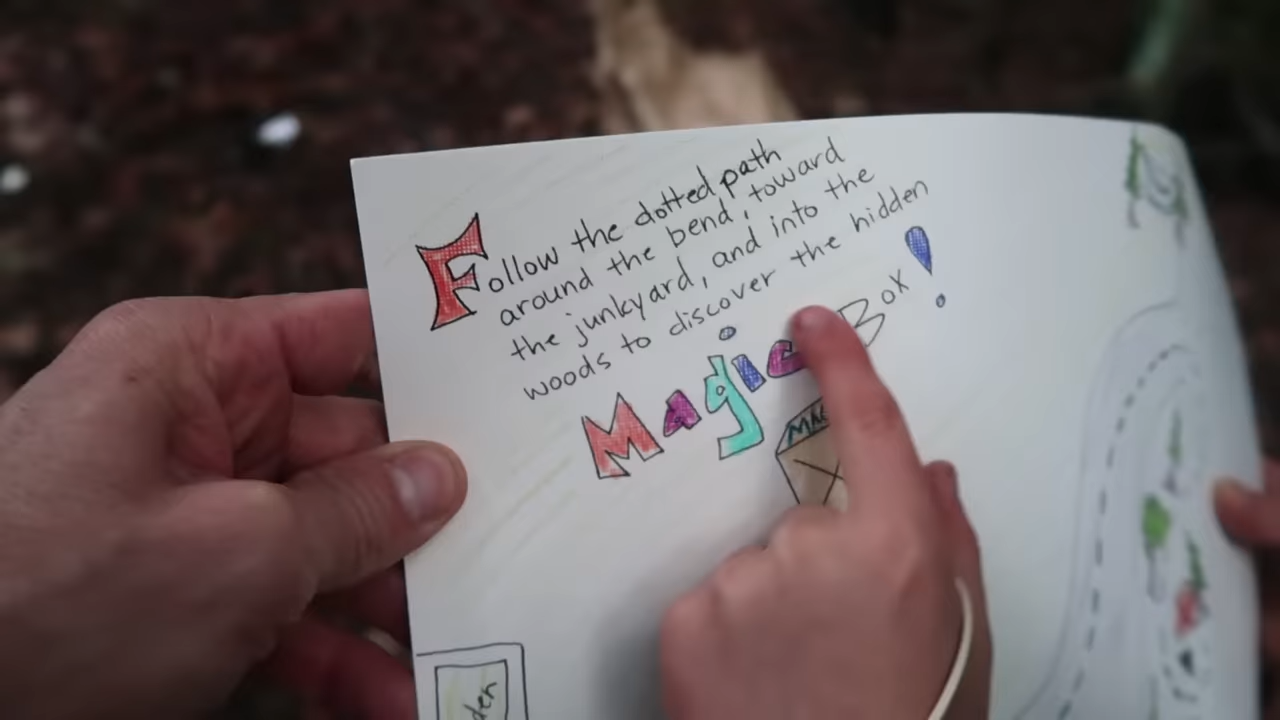 Follow the dotted path
around the bend, toward
the junkyard, and into the
woods to discover the hidden
Magic Box!